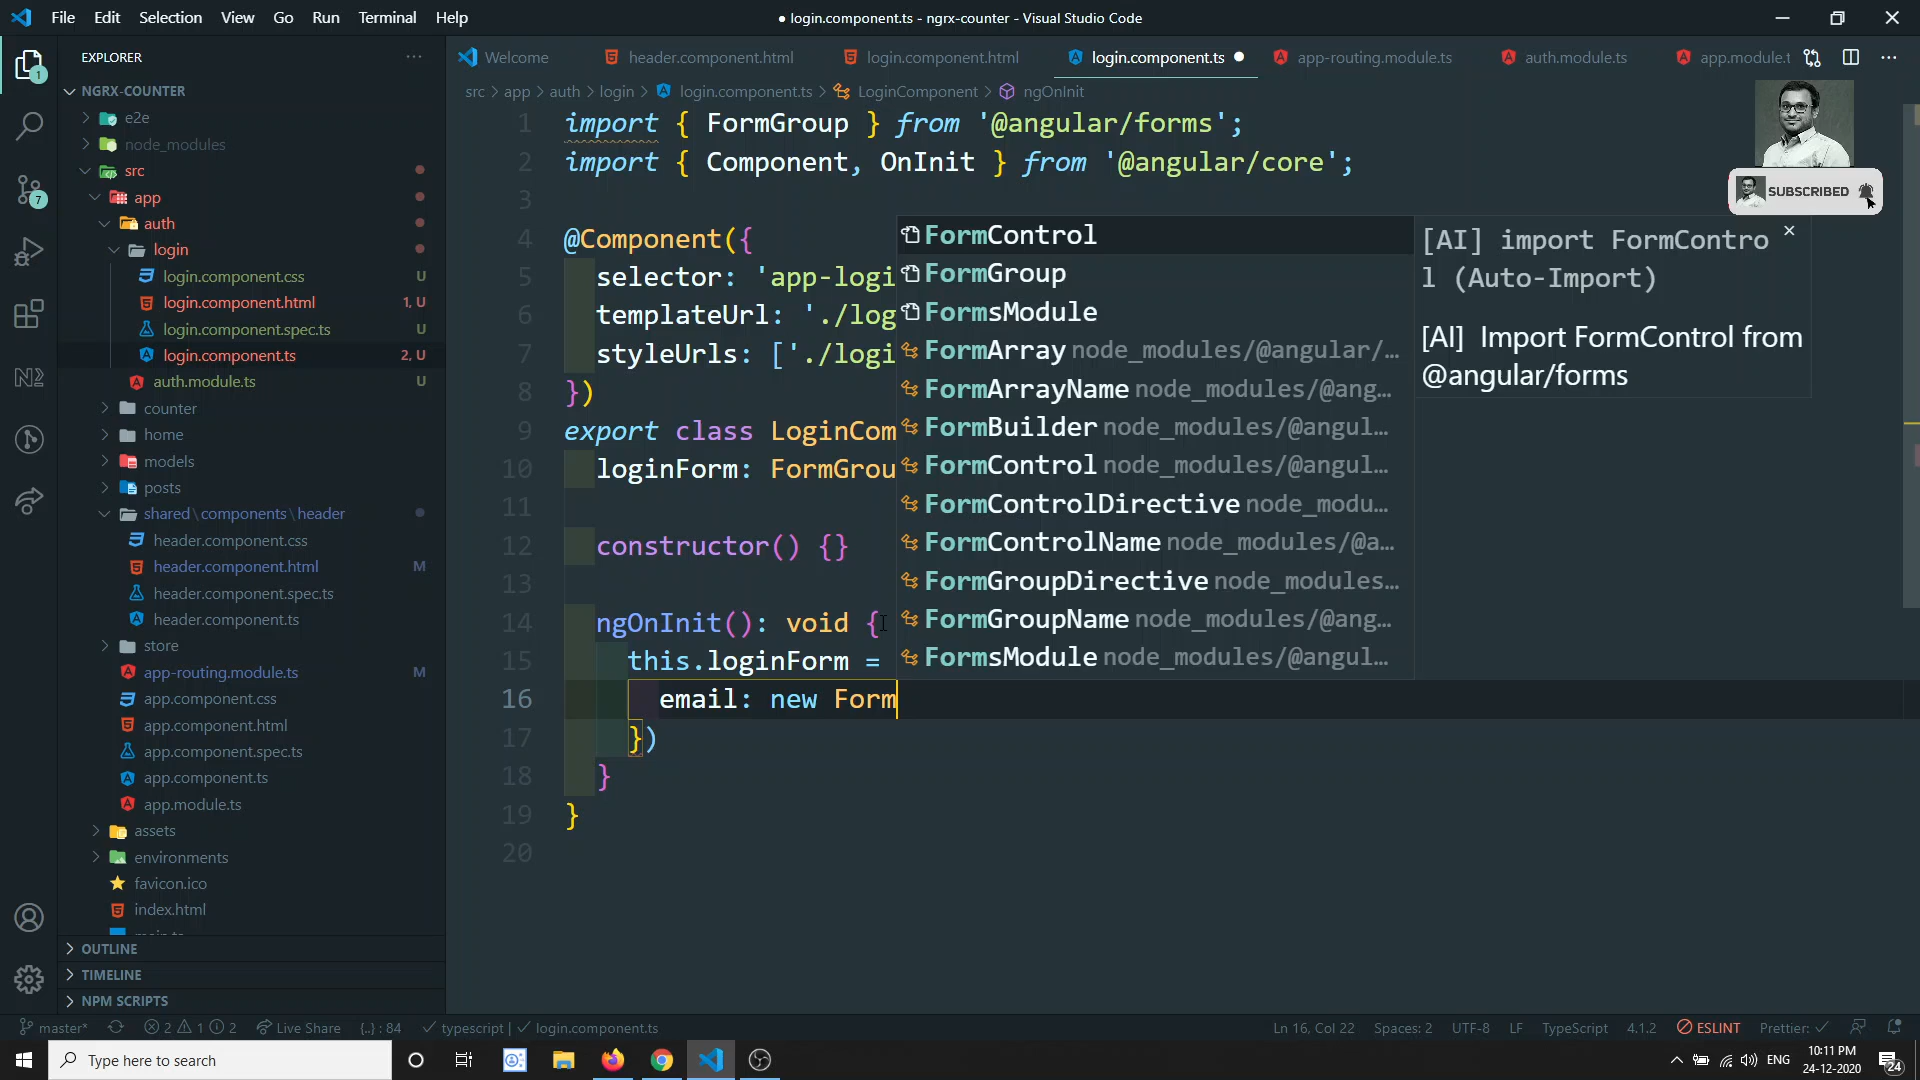 File Edit Selection View Go Run Terminal Help
● login.component.ts - ngrx-counter - Visual Studio Code
EXPLORER
Welcome
header.component.html
login.component.html
login.component.ts
app-routing.module.ts
auth.module.ts
app.module.t
1
NGRX-COUNTER
src > app > auth > login > login.component.ts > LoginComponent > ngOnInit
e2e
node_modules
src
app
auth
login
login.component.css U
login.component.html 1, U
login.component.spec.ts U
login.component.ts 2, U
auth.module.ts U
counter
home
models
posts
shared\components\header
header.component.css
header.component.html M
header.component.spec.ts
header.component.ts
store
app-routing.module.ts M
app.component.css
app.component.html
app.component.spec.ts
app.component.ts
app.module.ts
assets
environments
favicon.ico
index.html
OUTLINE
TIMELINE
NPM SCRIPTS
7
1 import { FormGroup } from '@angular/forms';
2 import { Component, OnInit } from '@angular/core';
3
4 @Component({
5 selector: 'app-logi
6 templateUrl: './log
7 styleUrls: ['./logi
8 })
9 export class LoginCom
10 loginForm: FormGrou
11
12 constructor() {}
13
14 ngOnInit(): void {
15 this.loginForm =
16 email: new Form
17 })
18 }
19 }
20
FormControl
FormGroup
FormsModule
FormArray node_modules/@angular/...
FormArrayName node_modules/@ang...
FormBuilder node_modules/@angul...
FormControl node_modules/@angul...
FormControlDirective node_modu...
FormControlName node_modules/@a...
FormGroupDirective node_modules...
FormGroupName node_modules/@ang...
FormsModule node_modules/@angul...
[AI] import FormContro
l (Auto-Import)
[AI] Import FormControl from
@angular/forms
SUBSCRIBED
master* 2 1 2 Live Share {..} : 84 typescript | login.component.ts
Ln 16, Col 22 Spaces: 2 UTF-8 LF TypeScript 4.1.2 ESLINT Prettier:
Type here to search
ENG
10:11 PM
24-12-2020
24